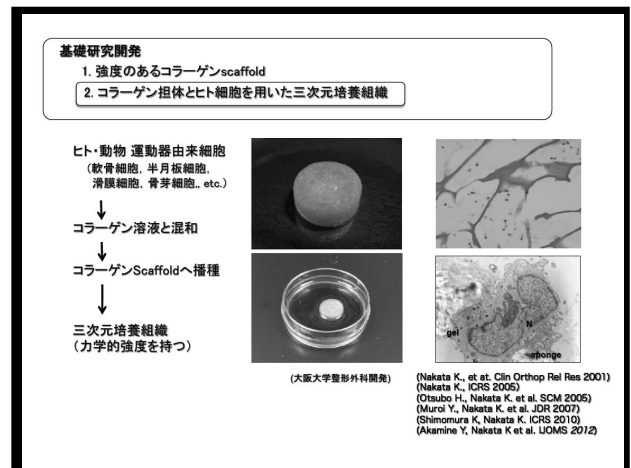 基礎研究開発
1. 強度のあるコラーゲンscaffold
2. コラーゲン担体とヒト細胞を用いた三次元培養組織
ヒト・動物 運動器由来細胞
(軟骨細胞, 半月板細胞,
滑膜細胞, 骨芽細胞,, etc.)
コラーゲン溶液と混和
コラーゲンScaffoldへ播種
三次元培養組織
(力学的強度を持つ)
gel
N
sponge
(大阪大学整形外科開発)
(Nakata K., et at. Clin Orthop Rel Res 2001)
(Nakata K., ICRS 2005)
(Otsubo H., Nakata K. et al. SCM 2005)
(Muroi Y., Nakata K. et al. JDR 2007)
(Shimomura K, Nakata K. ICRS 2010)
(Akamine Y, Nakata K et al. IJOMS 2012)